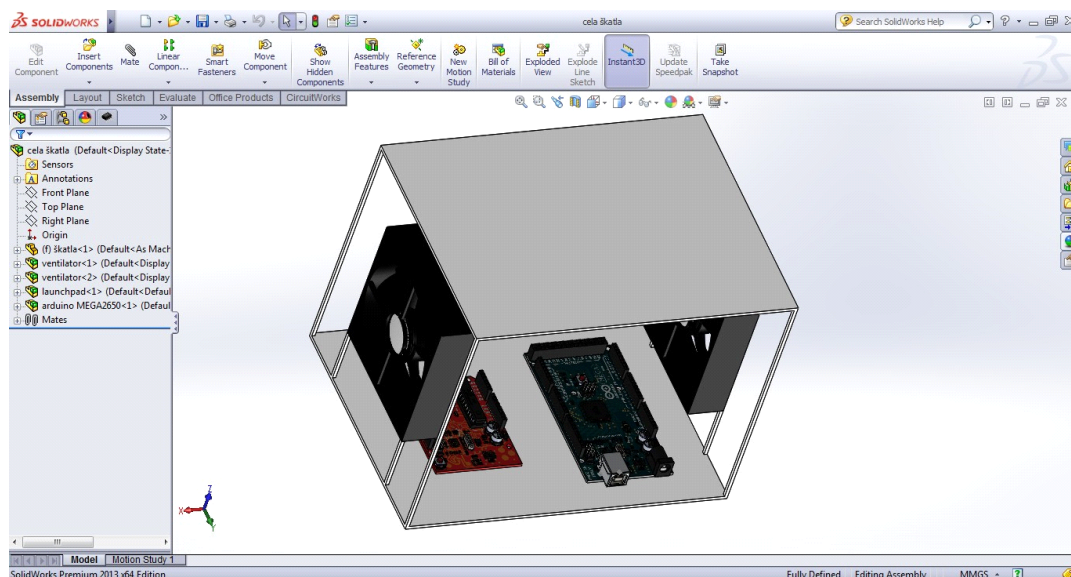 SOLIDWORKS
cela škatla
Search SolidWorks Help
Edit Component
Insert Components
Mate
Linear Compon...
Smart Fasteners
Move Component
Show Hidden Components
Assembly Features
Reference Geometry
New Motion Study
Bill of Materials
Exploded View
Explode Line Sketch
Instant3D
Update Speedpak
Take Snapshot
Assembly Layout Sketch Evaluate Office Products CircuitWorks
cela škatla (Default<Display State-
Sensors
Annotations
Front Plane
Top Plane
Right Plane
Origin
(f) škatla<1> (Default<As Mach
ventilator<1> (Default<Display
ventilator<2> (Default<Display
launchpad<1> (Default<Defaul
arduino MEGA2650<1> (Defaul
Mates
Z
X
Y
Model Motion Study 1
SolidWorks Premium 2013 x64 Edition Fully Defined Editing Assembly MMGS